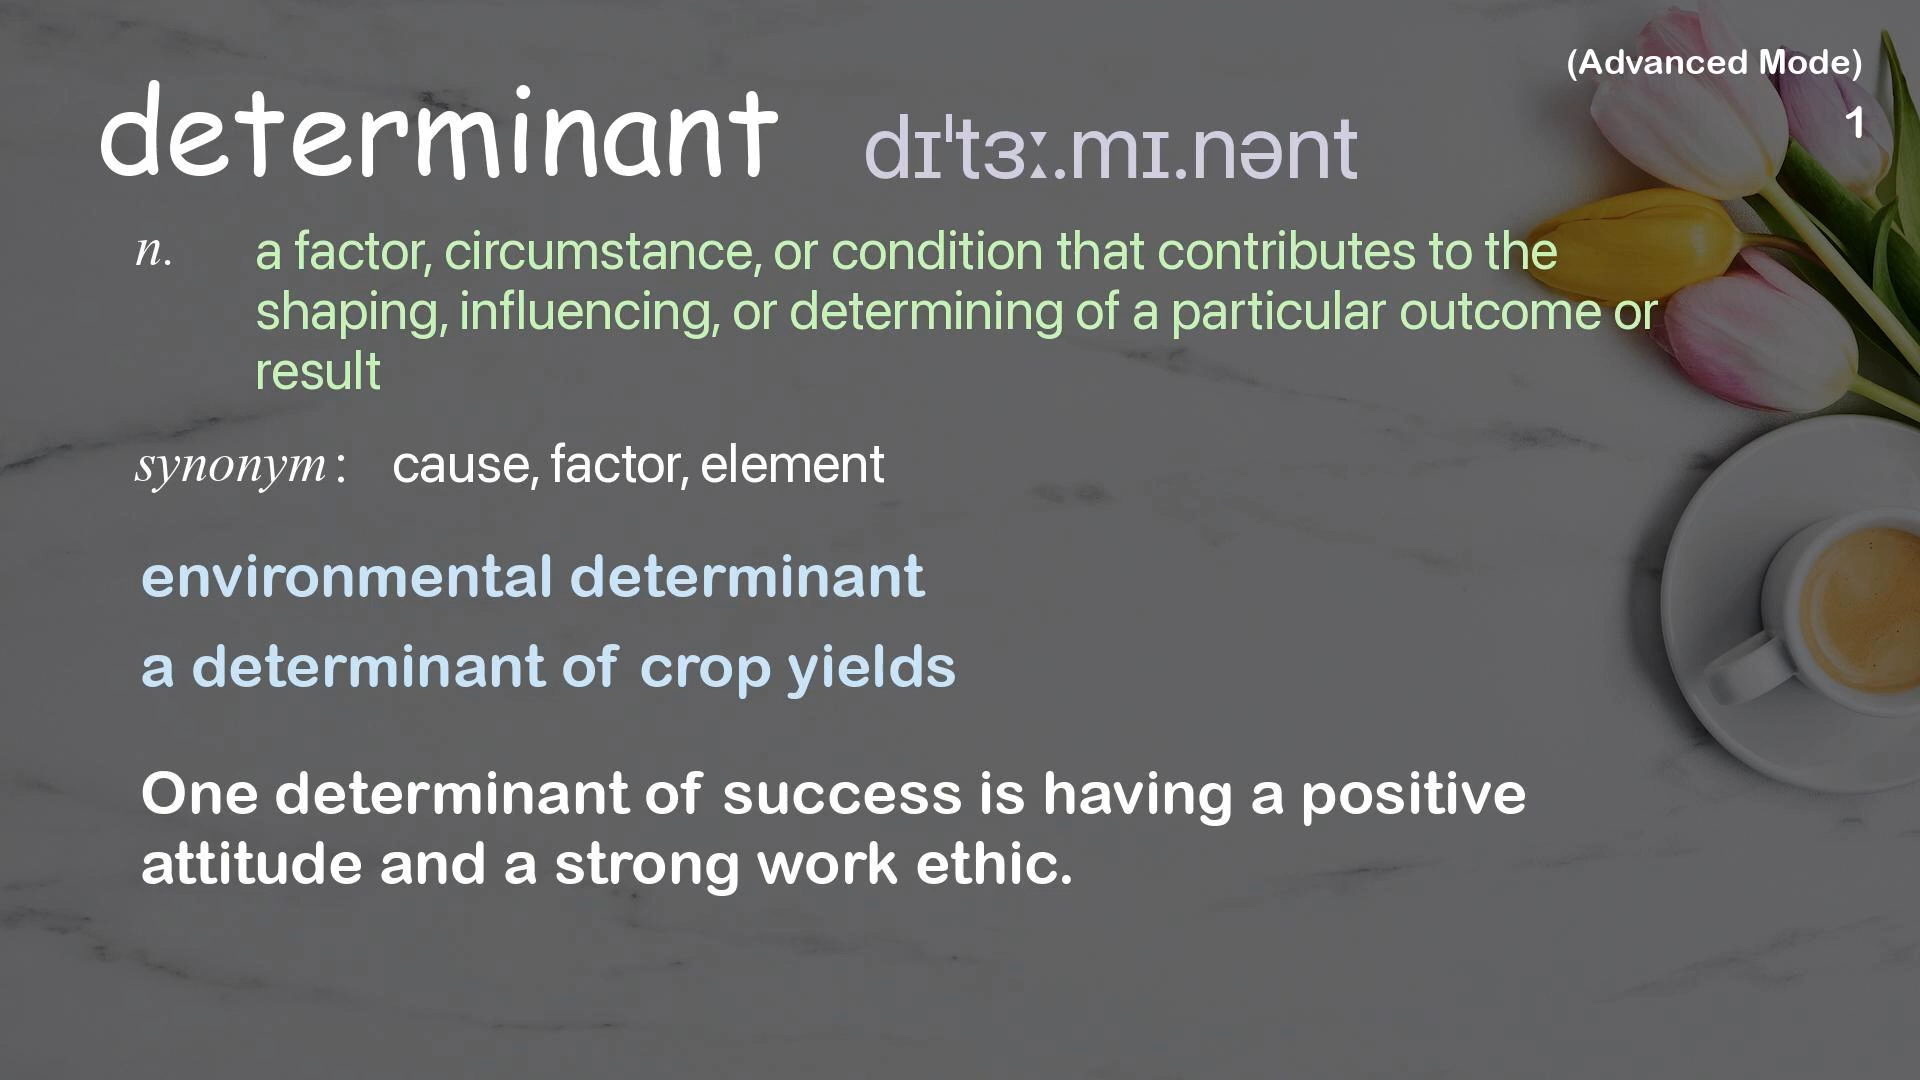 (Advanced Mode)
1
determinant dɪˈtɜː.mɪ.nənt
n. a factor, circumstance, or condition that contributes to the
shaping, influencing, or determining of a particular outcome or
result
synonym: cause, factor, element
environmental determinant
a determinant of crop yields
One determinant of success is having a positive
attitude and a strong work ethic.